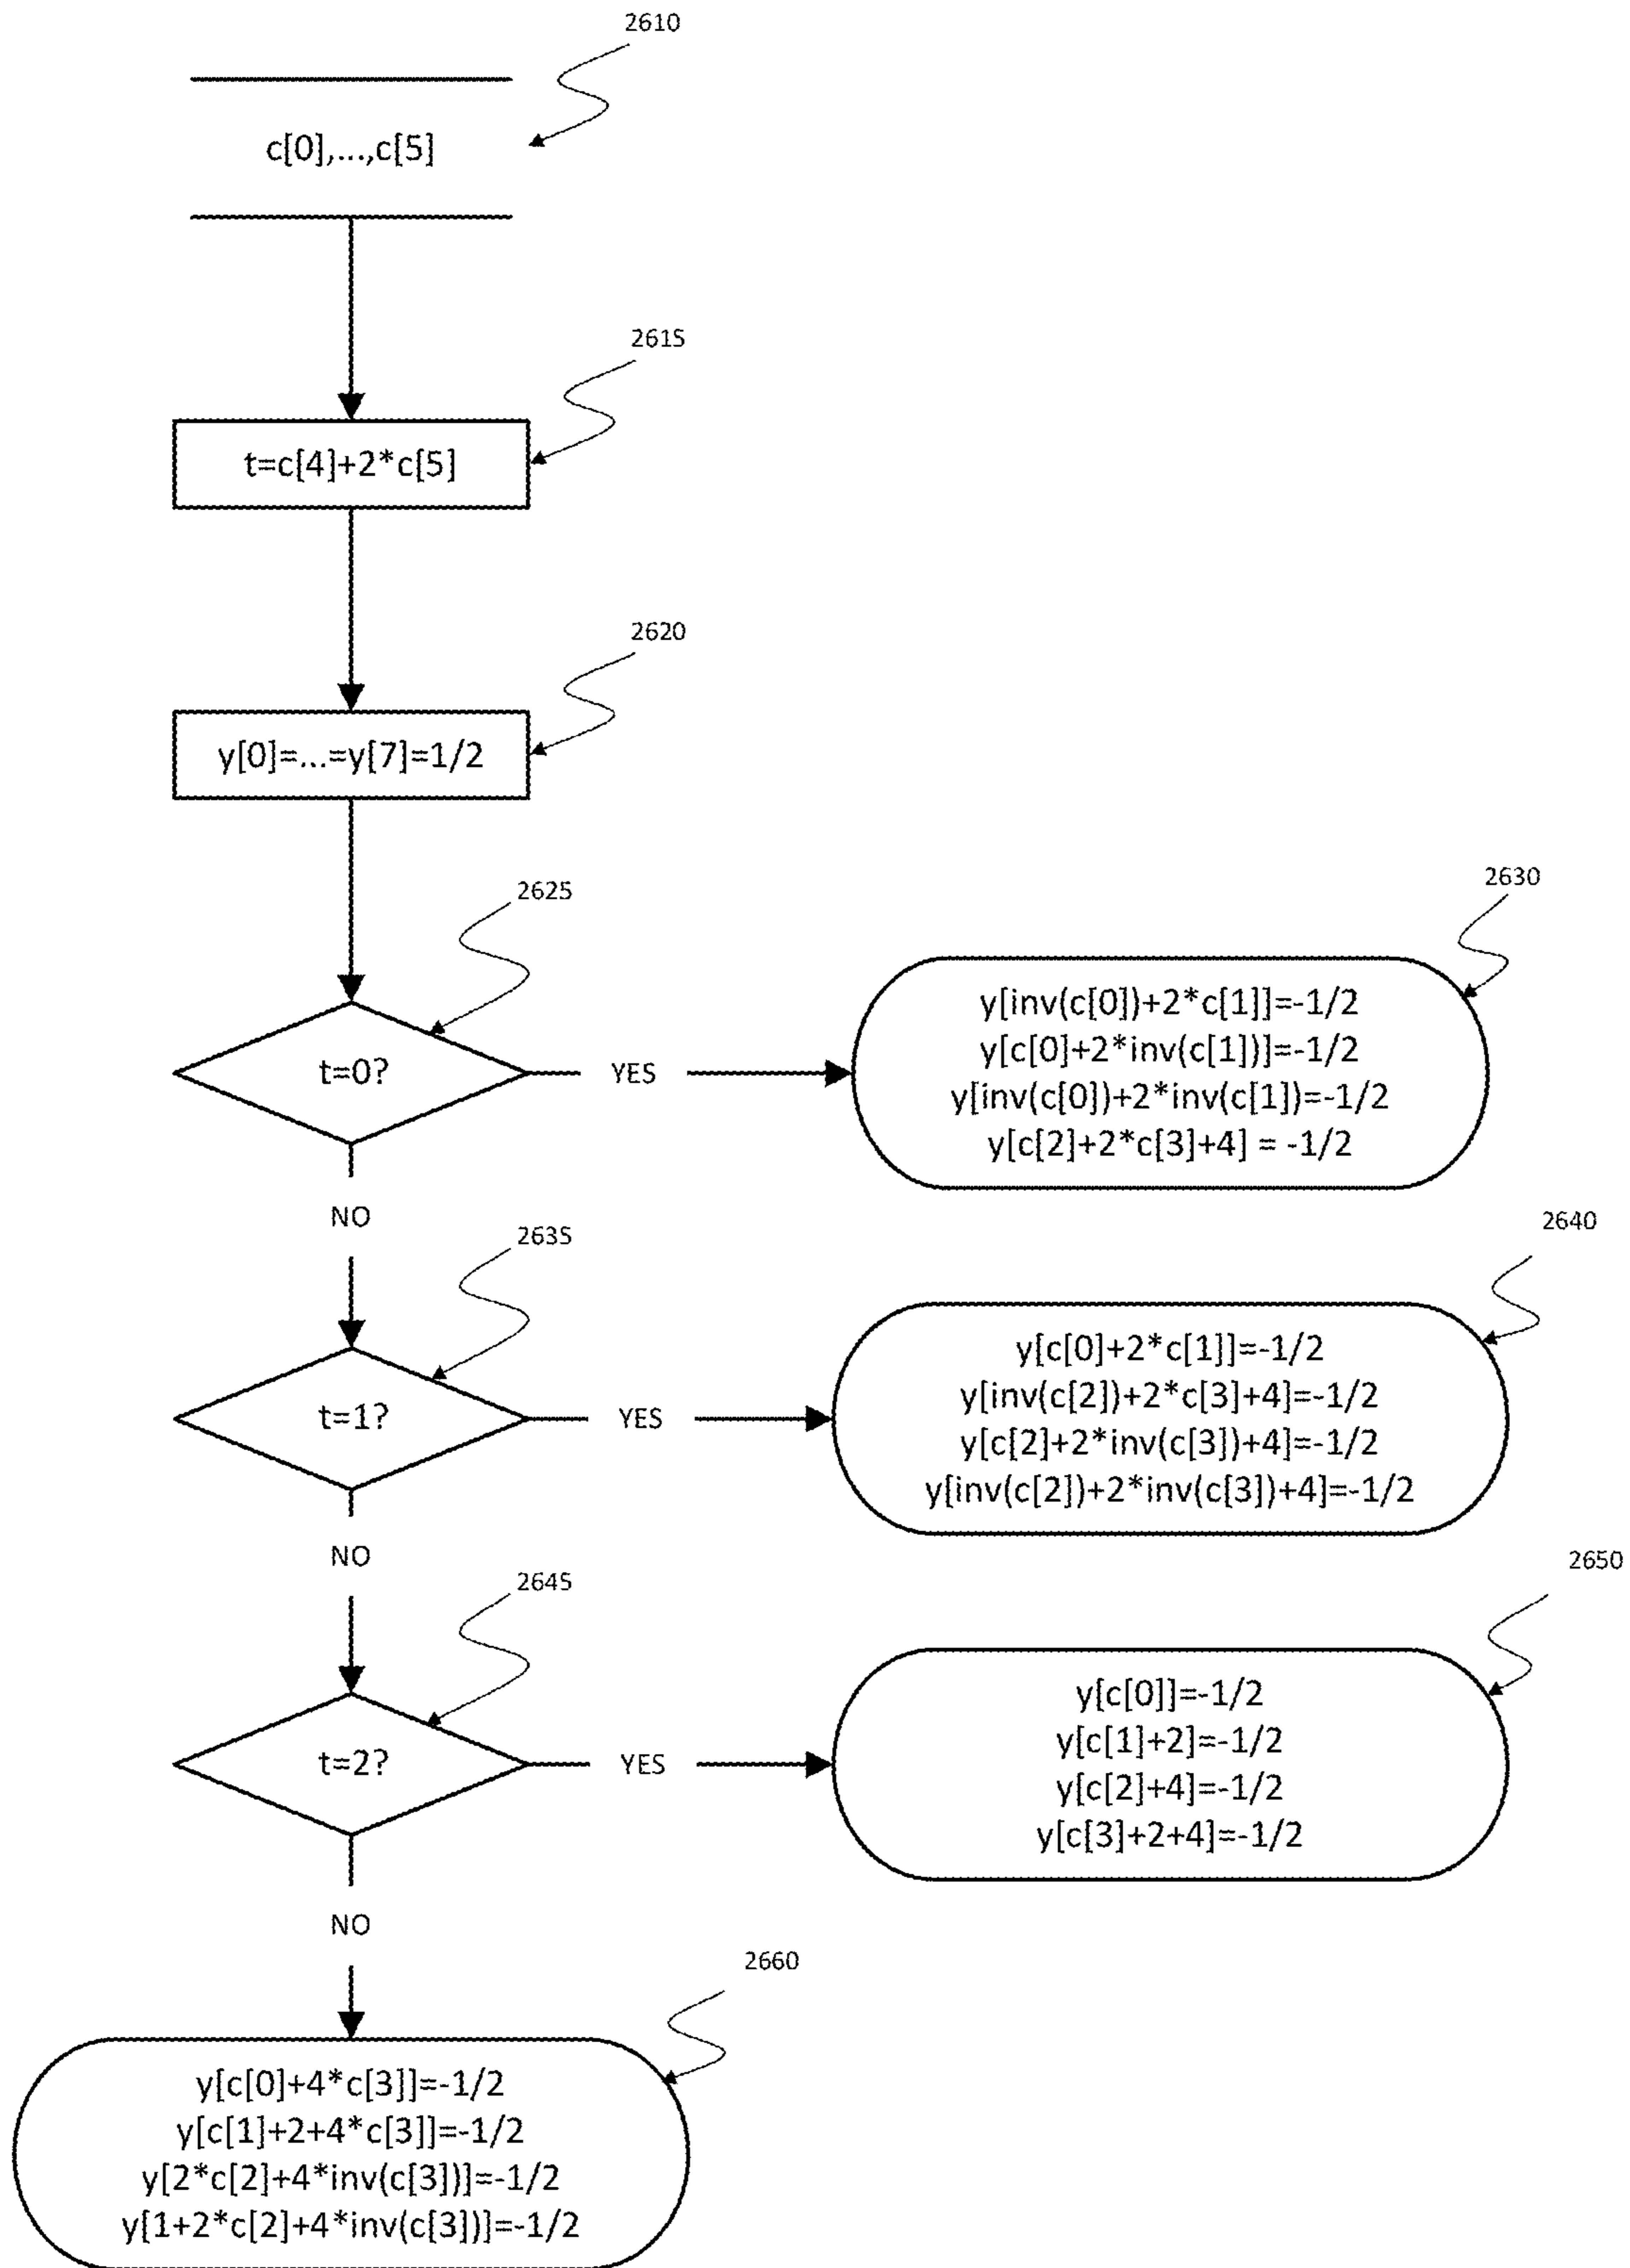 2610
c[0],...,c[5]
2615
t=c[4]+2*c[5]
2620
y[0]=...=y[7]=1/2
2625
t=0?
YES
2630
y[inv(c[0])+2*c[1]]=-1/2
y[c[0]+2*inv(c[1])]=-1/2
y[inv(c[0])+2*inv(c[1])=-1/2
y[c[2]+2*c[3]+4] = -1/2
NO
2635
t=1?
YES
2640
y[c[0]+2*c[1]]=-1/2
y[inv(c[2])+2*c[3]+4]=-1/2
y[c[2]+2*inv(c[3])+4]=-1/2
y[inv(c[2])+2*inv(c[3])+4]=-1/2
NO
2645
t=2?
YES
2650
y[c[0]]=-1/2
y[c[1]+2]=-1/2
y[c[2]+4]=-1/2
y[c[3]+2+4]=-1/2
NO
2660
y[c[0]+4*c[3]]=-1/2
y[c[1]+2+4*c[3]]=-1/2
y[2*c[2]+4*inv(c[3])]=-1/2
y[1+2*c[2]+4*inv(c[3])]=-1/2